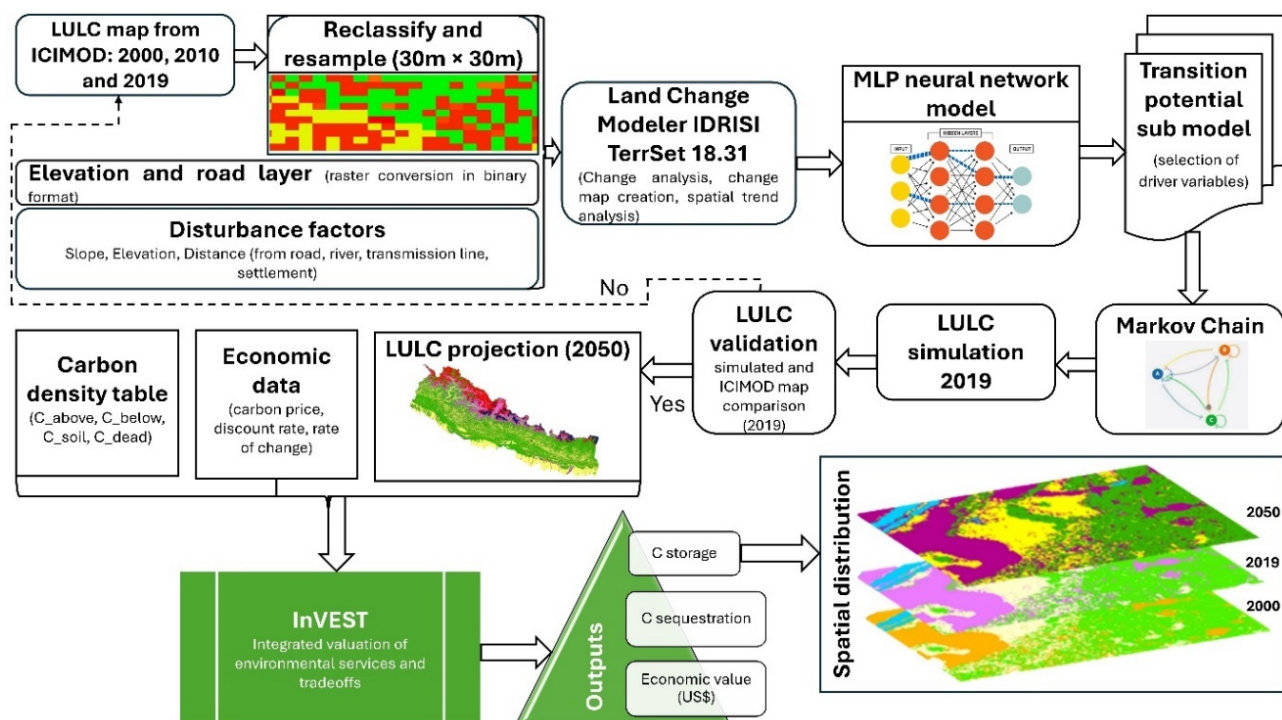 LULC map from
ICIMOD: 2000, 2010
and 2019
Reclassify and
resample (30m × 30m)
Elevation and road layer (raster conversion in binary
format)
Disturbance factors
Slope, Elevation, Distance (from road, river, transmission line,
settlement)
Land Change
Modeler IDRISI
TerrSet 18.31
(Change analysis, change
map creation, spatial trend
analysis)
MLP neural network
model
HIDDEN LAYERS
INPUT
OUTPUT
Transition
potential
sub model
(selection of
driver variables)
Markov Chain
A
B
C
LULC
simulation
2019
LULC
validation
simulated and
ICIMOD map
comparison
(2019)
No
Yes
LULC projection (2050)
Economic
data
(carbon price,
discount rate, rate
of change)
Carbon
density table
(C_above, C_below,
C_soil, C_dead)
InVEST
Integrated valuation of
environmental services and
tradeoffs
Outputs
C storage
C sequestration
Economic value
(US$)
Spatial distribution
2050
2019
2000